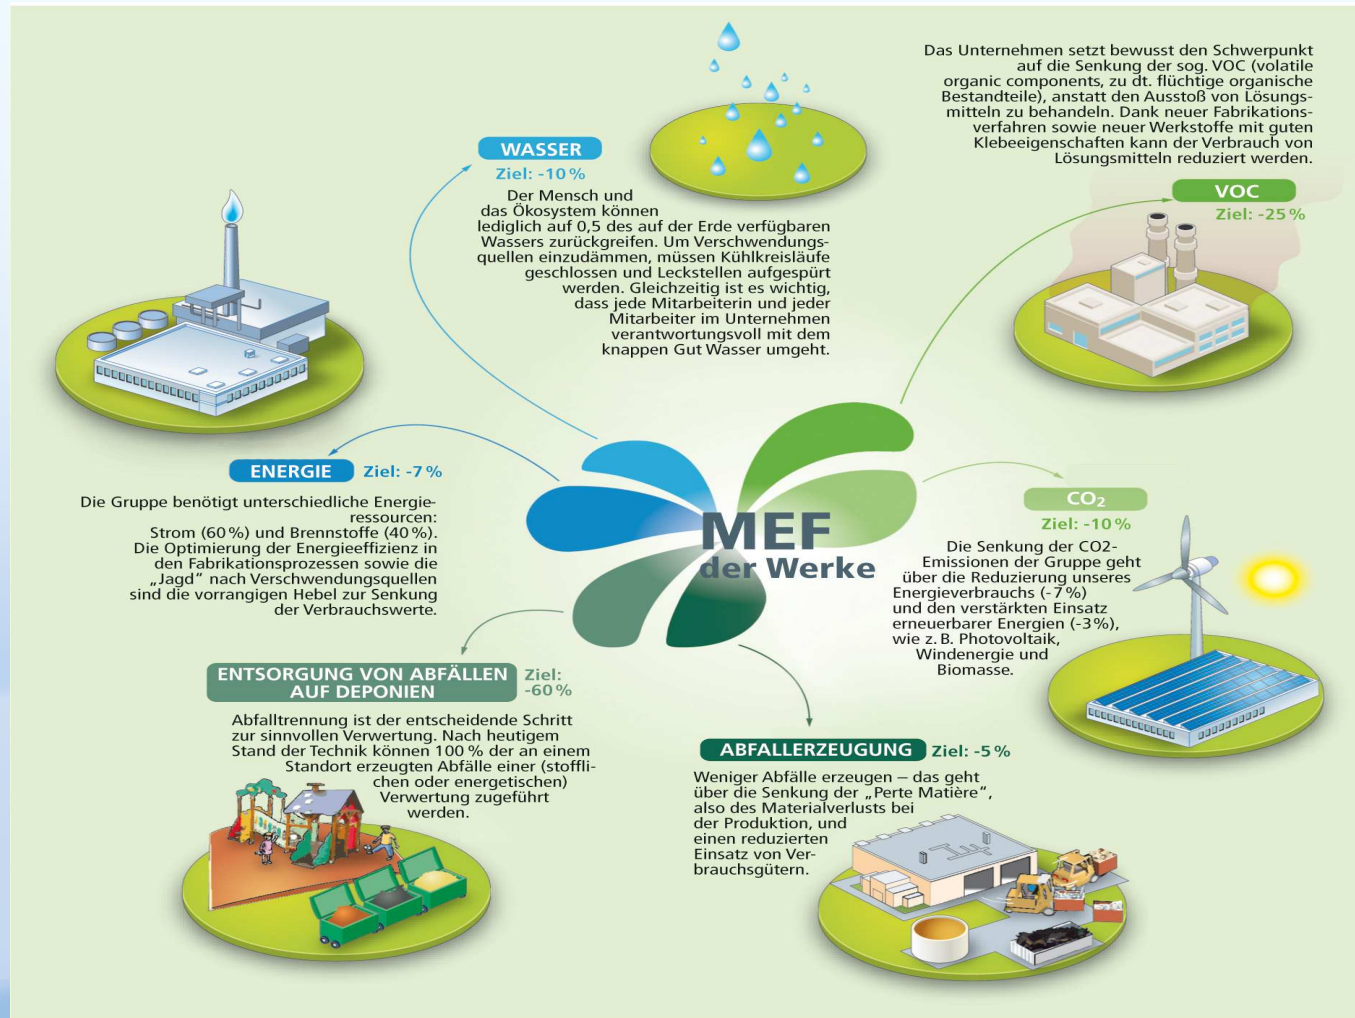 Das Unternehmen setzt bewusst den Schwerpunkt
auf die Senkung der sog. VOC (volatile
organic components, zu dt. flüchtige organische
Bestandteile), anstatt den Ausstoß von Lösungs-
mitteln zu behandeln. Dank neuer Fabrikations-
verfahren sowie neuer Werkstoffe mit guten
Klebeeigenschaften kann der Verbrauch von
Lösungsmitteln reduziert werden.
VOC
Ziel: -25 %
WASSER
Ziel: -10 %
Der Mensch und
das Ökosystem können
lediglich auf 0,5 des auf der Erde verfügbaren
Wassers zurückgreifen. Um Verschwendungs-
quellen einzudämmen, müssen Kühlkreisläufe
geschlossen und Leckstellen aufgespürt
werden. Gleichzeitig ist es wichtig,
dass jede Mitarbeiterin und jeder
Mitarbeiter im Unternehmen
verantwortungsvoll mit dem
knappen Gut Wasser umgeht.
ENERGIE Ziel: -7 %
Die Gruppe benötigt unterschiedliche Energie-
ressourcen:
Strom (60 %) und Brennstoffe (40 %).
Die Optimierung der Energieeffizienz in
den Fabrikationsprozessen sowie die
„Jagd“ nach Verschwendungsquellen
sind die vorrangigen Hebel zur Senkung
der Verbrauchswerte.
MEF
der Werke
CO₂
Ziel: -10 %
Die Senkung der CO2-
Emissionen der Gruppe geht
über die Reduzierung unseres
Energieverbrauchs (-7 %)
und den verstärkten Einsatz
erneuerbarer Energien (-3%),
wie z. B. Photovoltaik,
Windenergie und
Biomasse.
ENTSORGUNG VON ABFÄLLEN
AUF DEPONIEN
Ziel:
-60 %
Abfalltrennung ist der entscheidende Schritt
zur sinnvollen Verwertung. Nach heutigem
Stand der Technik können 100 % der an einem
Standort erzeugten Abfälle einer (stoffli-
chen oder energetischen)
Verwertung zugeführt
werden.
ABFALLERZEUGUNG Ziel: -5 %
Weniger Abfälle erzeugen – das geht
über die Senkung der „Perte Matière“,
also des Materialverlusts bei
der Produktion, und
einen reduzierten
Einsatz von Ver-
brauchsgütern.